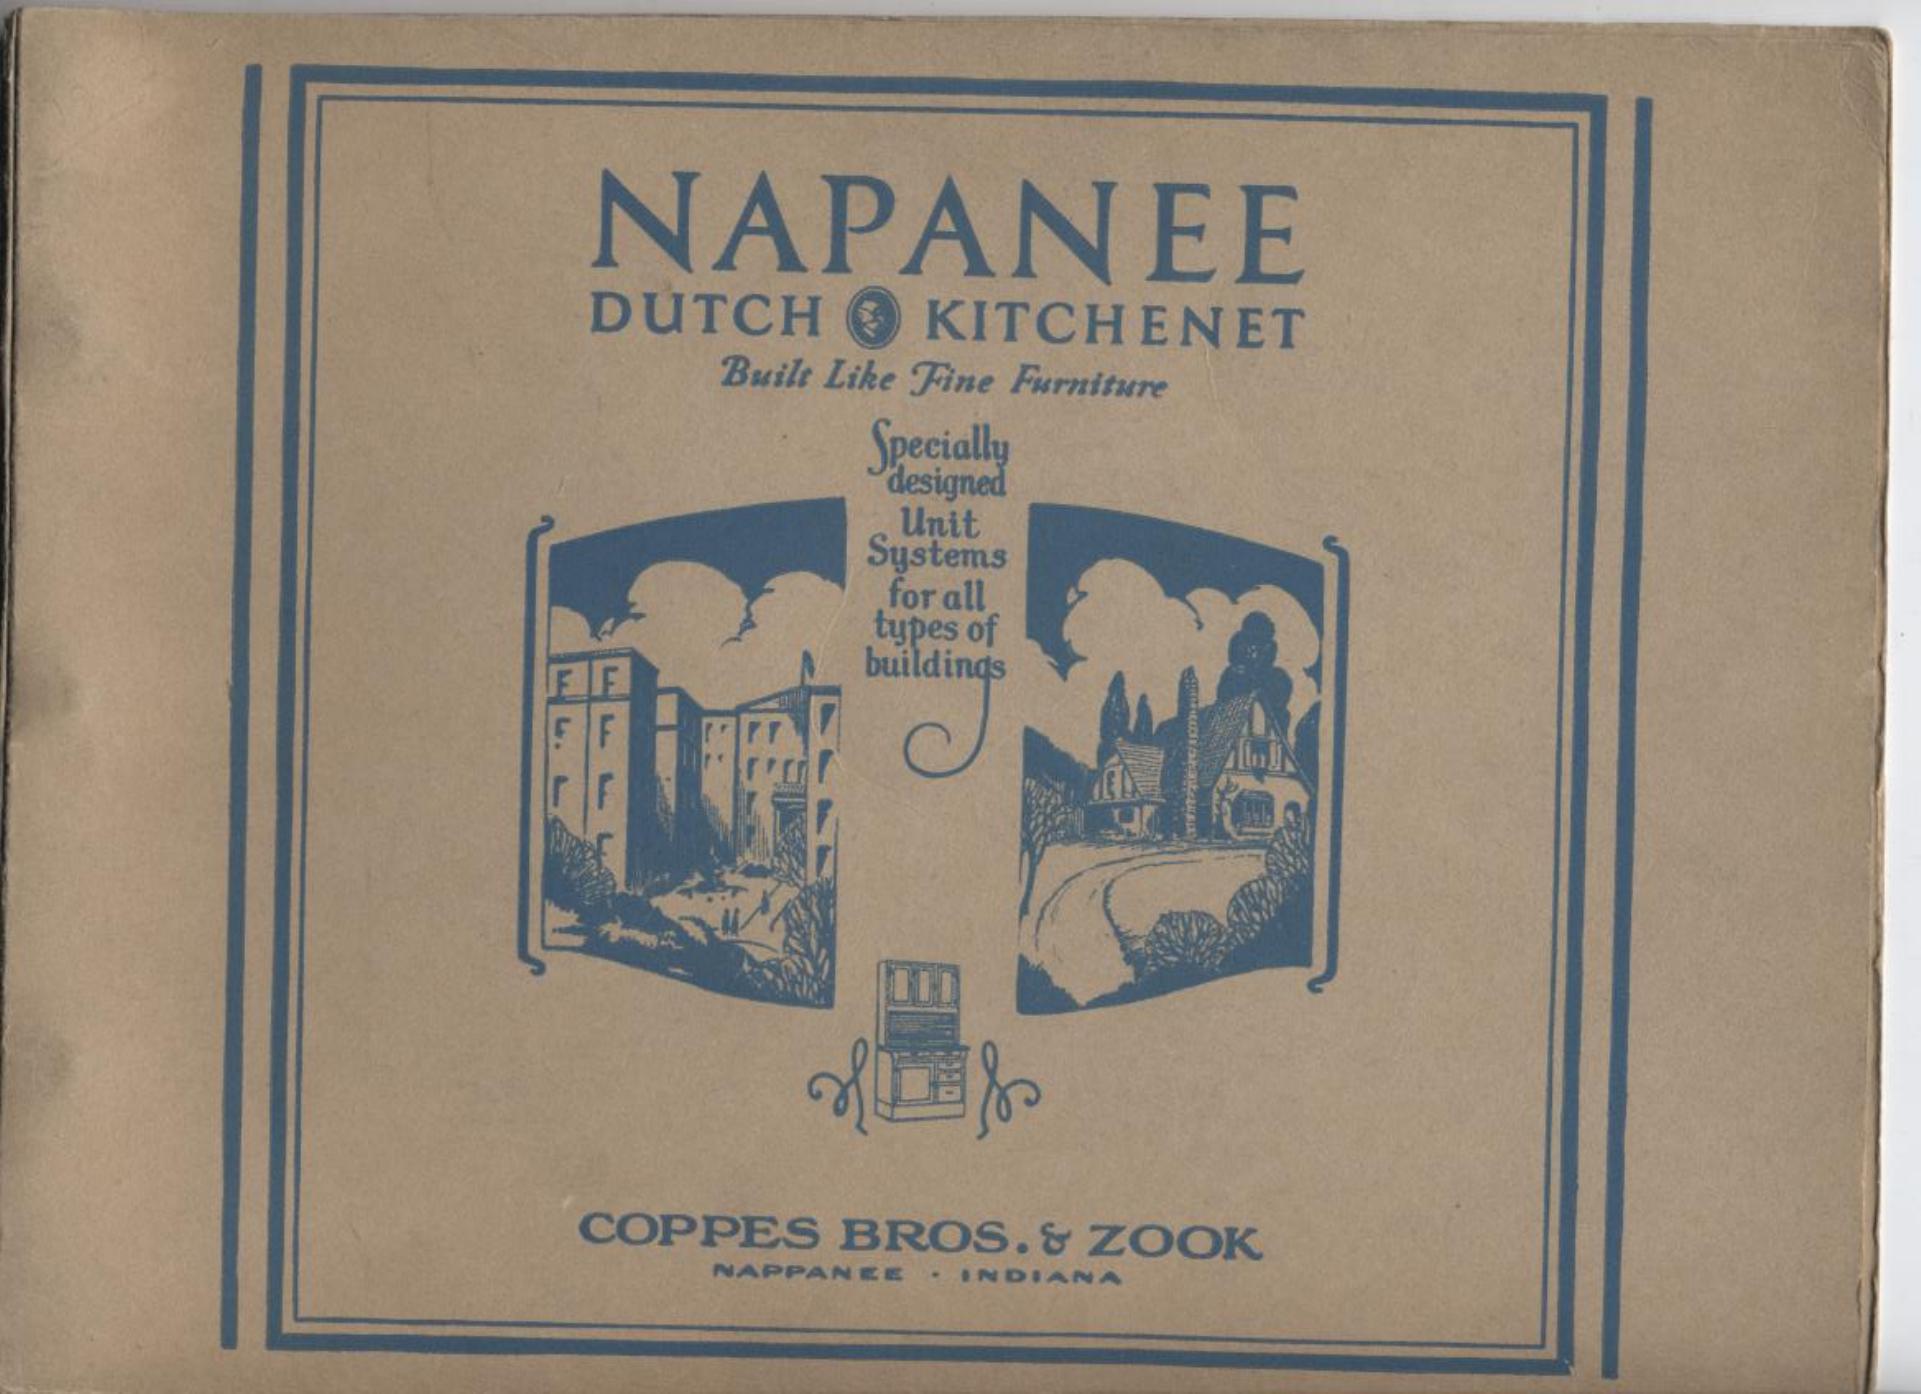 NAPANEE
DUTCH KITCHENET
Built Like Fine Furniture
Specially
designed
Unit
Systems
for all
types of
buildings
COPPES BROS. & ZOOK
NAPPANEE · INDIANA